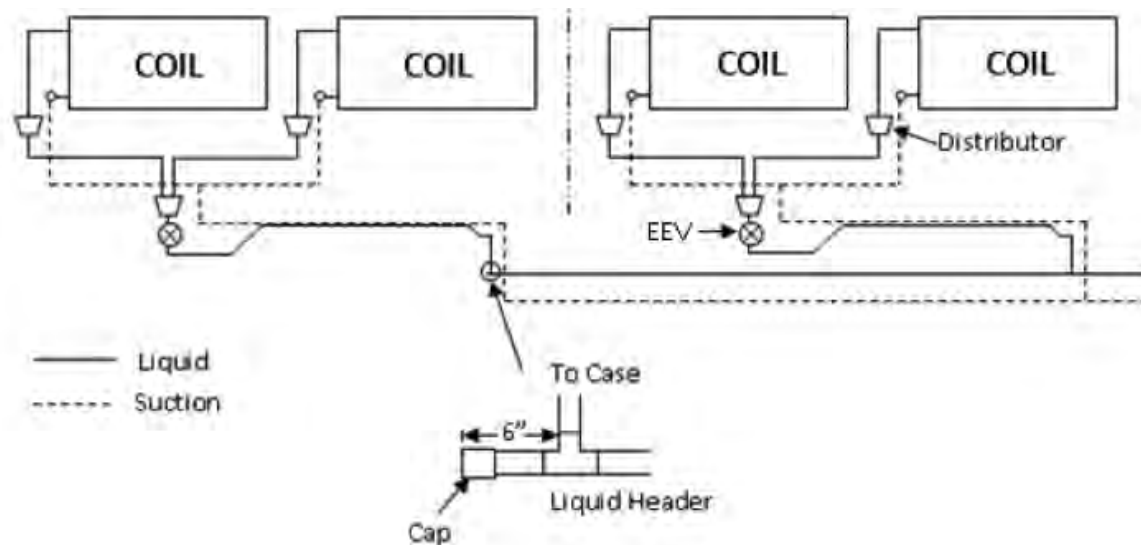 COIL
COIL
COIL
COIL
Distributor
EEV
Liquid
Suction
To Case
6”
Liquid Header
Cap